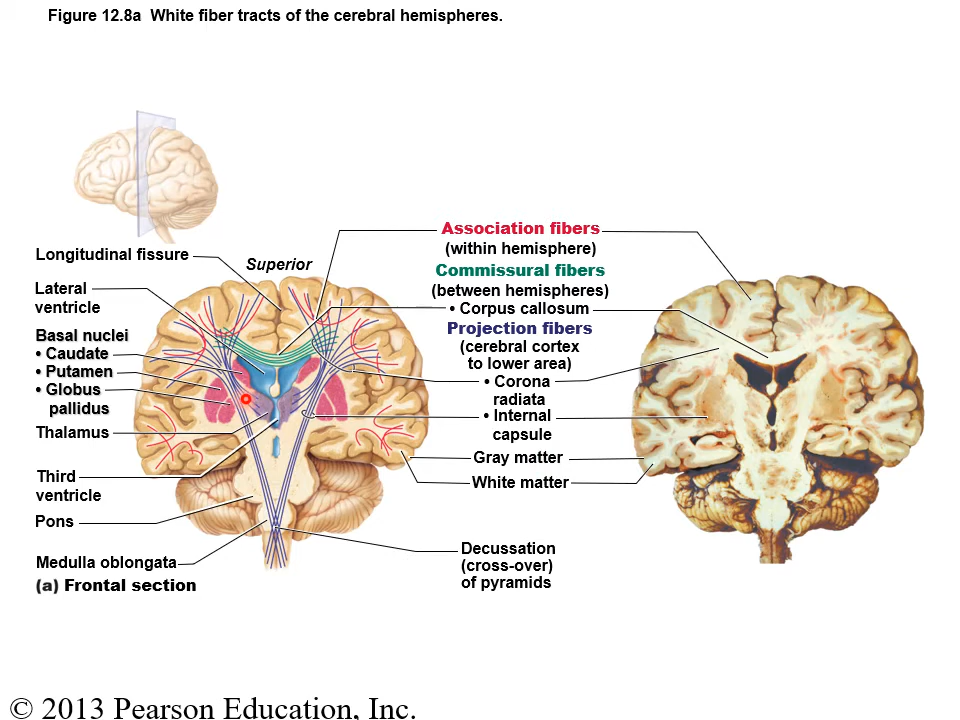 Figure 12.8a  White fiber tracts of the cerebral hemispheres.
Longitudinal fissure
Superior
Lateral
ventricle
Basal nuclei
• Caudate
• Putamen
• Globus
pallidus
Thalamus
Third
ventricle
Pons
Medulla oblongata
(a) Frontal section
Association fibers
(within hemisphere)
Commissural fibers
(between hemispheres)
• Corpus callosum
Projection fibers
(cerebral cortex
to lower area)
• Corona
radiata
• Internal
capsule
Gray matter
White matter
Decussation
(cross-over)
of pyramids
© 2013 Pearson Education, Inc.